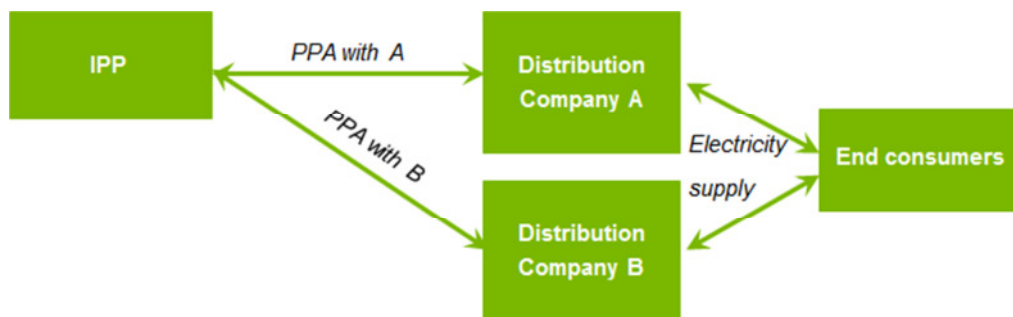 IPP
PPA with A
PPA with B
Distribution
Company A
Distribution
Company B
Electricity
supply
End consumers